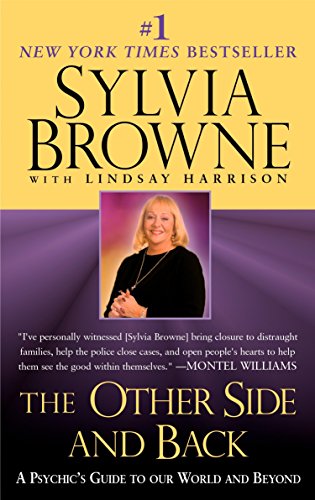 #1
NEW YORK TIMES BESTSELLER
SYLVIA
BROWNE
WITH LINDSAY HARRISON
"I've personally witnessed [Sylvia Browne] bring closure to distraught
families, help the police close cases, and open people's hearts to help
them see the good within themselves." —MONTEL WILLIAMS
THE OTHER SIDE
AND BACK
A PSYCHIC'S GUIDE TO OUR WORLD AND BEYOND